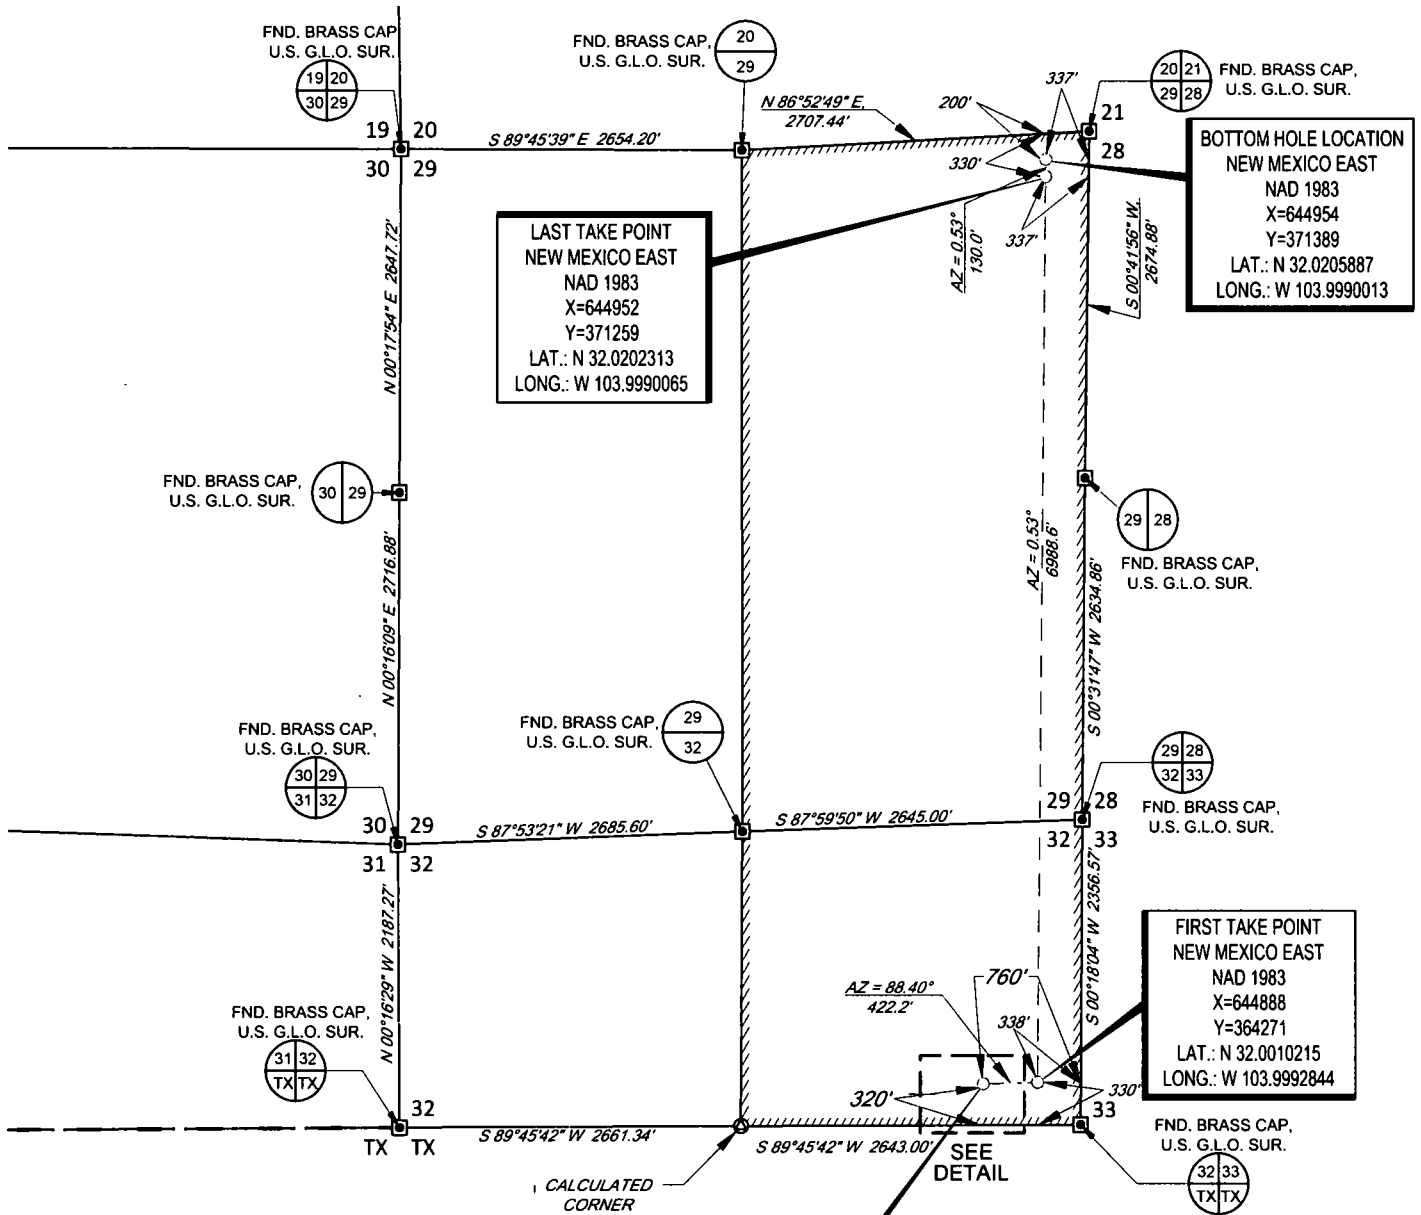 FND. BRASS CAP,
U.S. G.L.O. SUR.
19 20
30 29
FND. BRASS CAP,
U.S. G.L.O. SUR.
20
29
20 21
29 28
FND. BRASS CAP,
U.S. G.L.O. SUR.
19 20
30 29
S 89°45'39" E 2654.20'
N 86°52'49" E,
2707.44'
200'
337'
21
28
330'
337'
AZ = 0.53°
130.0'
S 00°41'56" W,
2674.88'
BOTTOM HOLE LOCATION
NEW MEXICO EAST
NAD 1983
X=644954
Y=371389
LAT.: N 32.0205887
LONG.: W 103.9990013
LAST TAKE POINT
NEW MEXICO EAST
NAD 1983
X=644952
Y=371259
LAT.: N 32.0202313
LONG.: W 103.9990065
N 00°17'54" E 2647.72'
FND. BRASS CAP,
U.S. G.L.O. SUR.
30 29
29 28
FND. BRASS CAP,
U.S. G.L.O. SUR.
AZ = 0.53°
6988.6'
N 00°16'09" E 2716.88'
S 00°31'47" W 2634.86'
FND. BRASS CAP,
U.S. G.L.O. SUR.
30 29
31 32
FND. BRASS CAP,
U.S. G.L.O. SUR.
29
32
29 28
32 33
FND. BRASS CAP,
U.S. G.L.O. SUR.
30 29
31 32
S 87°53'21" W 2685.60'
S 87°59'50" W 2645.00'
29 28
32 33
N 00°16'29" W 2187.27'
S 00°18'04" W 2356.57'
FIRST TAKE POINT
NEW MEXICO EAST
NAD 1983
X=644888
Y=364271
LAT.: N 32.0010215
LONG.: W 103.9992844
AZ = 88.40°
422.2'
760'
338'
320'
330'
FND. BRASS CAP,
U.S. G.L.O. SUR.
31 32
TX TX
32
TX TX
S 89°45'42" W 2661.34'
S 89°45'42" W 2643.00'
SEE
DETAIL
33
FND. BRASS CAP,
U.S. G.L.O. SUR.
32 33
TX TX
CALCULATED
CORNER